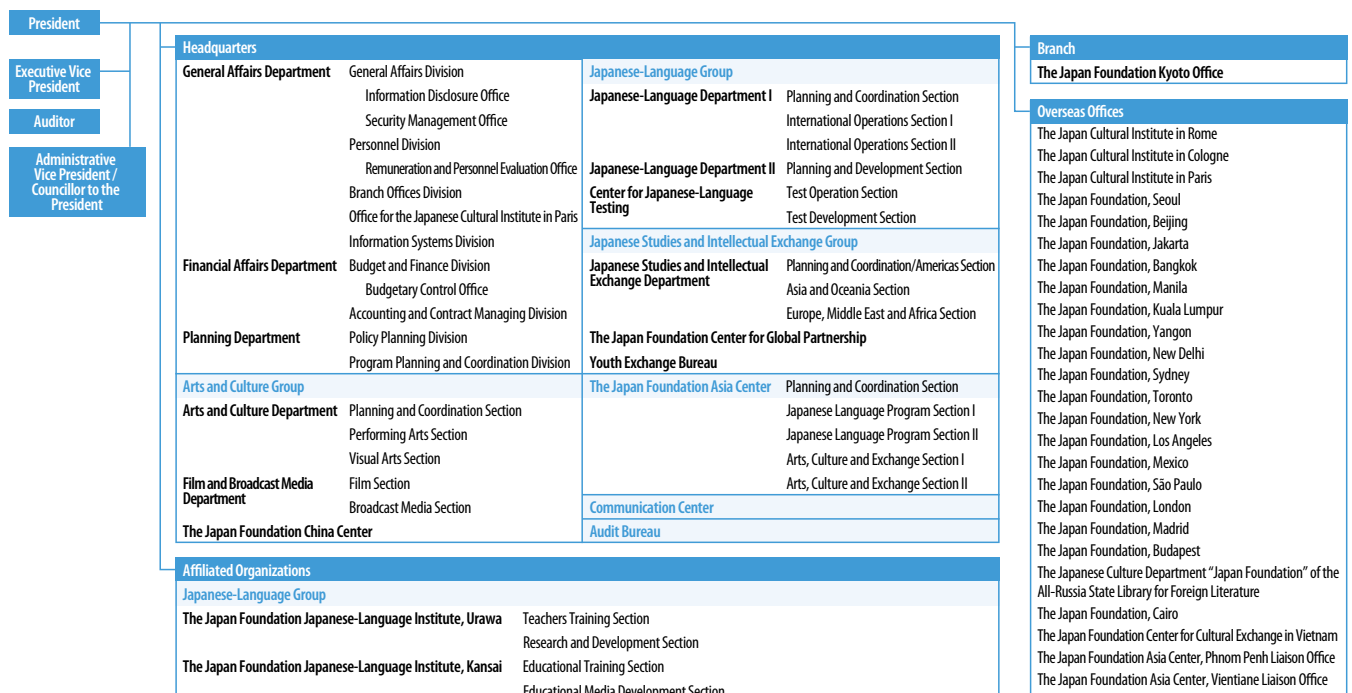 President
Executive Vice
President
Auditor
Administrative
Vice President /
Councillor to the
President
Headquarters
General Affairs Department
General Affairs Division
Information Disclosure Office
Security Management Office
Personnel Division
Remuneration and Personnel Evaluation Office
Branch Offices Division
Office for the Japanese Cultural Institute in Paris
Information Systems Division
Financial Affairs Department
Budget and Finance Division
Budgetary Control Office
Accounting and Contract Managing Division
Planning Department
Policy Planning Division
Program Planning and Coordination Division
Arts and Culture Group
Arts and Culture Department
Planning and Coordination Section
Performing Arts Section
Visual Arts Section
Film and Broadcast Media
Department
Film Section
Broadcast Media Section
The Japan Foundation China Center
Japanese-Language Group
Japanese-Language Department I
Planning and Coordination Section
International Operations Section I
International Operations Section II
Japanese-Language Department II
Planning and Development Section
Center for Japanese-Language
Testing
Test Operation Section
Test Development Section
Japanese Studies and Intellectual Exchange Group
Japanese Studies and Intellectual
Exchange Department
Planning and Coordination/Americas Section
Asia and Oceania Section
Europe, Middle East and Africa Section
The Japan Foundation Center for Global Partnership
Youth Exchange Bureau
The Japan Foundation Asia Center
Planning and Coordination Section
Japanese Language Program Section I
Japanese Language Program Section II
Arts, Culture and Exchange Section I
Arts, Culture and Exchange Section II
Communication Center
Audit Bureau
Affiliated Organizations
Japanese-Language Group
The Japan Foundation Japanese-Language Institute, Urawa
Teachers Training Section
Research and Development Section
The Japan Foundation Japanese-Language Institute, Kansai
Educational Training Section
Educational Media Development Section
Branch
The Japan Foundation Kyoto Office
Overseas Offices
The Japan Cultural Institute in Rome
The Japan Cultural Institute in Cologne
The Japan Cultural Institute in Paris
The Japan Foundation, Seoul
The Japan Foundation, Beijing
The Japan Foundation, Jakarta
The Japan Foundation, Bangkok
The Japan Foundation, Manila
The Japan Foundation, Kuala Lumpur
The Japan Foundation, Yangon
The Japan Foundation, New Delhi
The Japan Foundation, Sydney
The Japan Foundation, Toronto
The Japan Foundation, New York
The Japan Foundation, Los Angeles
The Japan Foundation, Mexico
The Japan Foundation, São Paulo
The Japan Foundation, London
The Japan Foundation, Madrid
The Japan Foundation, Budapest
The Japanese Culture Department “Japan Foundation” of the
All-Russia State Library for Foreign Literature
The Japan Foundation, Cairo
The Japan Foundation Center for Cultural Exchange in Vietnam
The Japan Foundation Asia Center, Phnom Penh Liaison Office
The Japan Foundation Asia Center, Vientiane Liaison Office